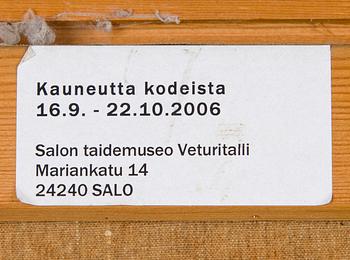 Kauneutta kodeista
16.9. - 22.10.2006
Salon taidemuseo Veturitalli
Mariankatu 14
24240 SALO